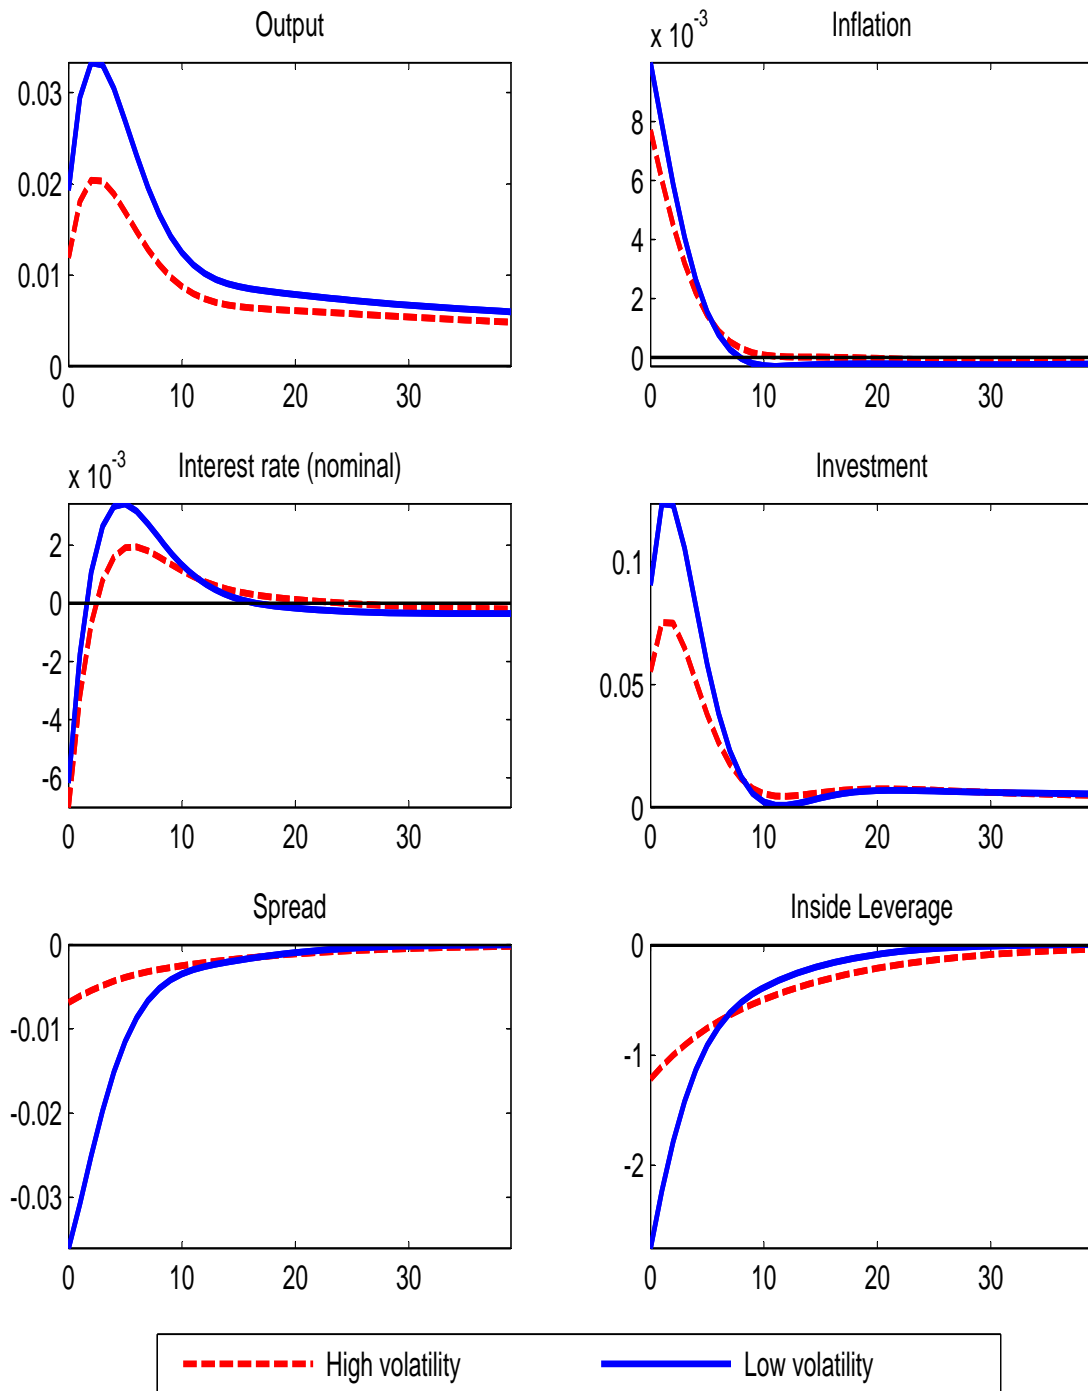 Output
0.03
0.02
0.01
0
0 10 20 30
x 10-3 Inflation
8
6
4
2
0
0 10 20 30
x 10-3 Interest rate (nominal)
2
0
-2
-4
-6
0 10 20 30
Investment
0.1
0.05
0
0 10 20 30
Spread
0
-0.01
-0.02
-0.03
0 10 20 30
Inside Leverage
0
-1
-2
0 10 20 30
High volatility Low volatility